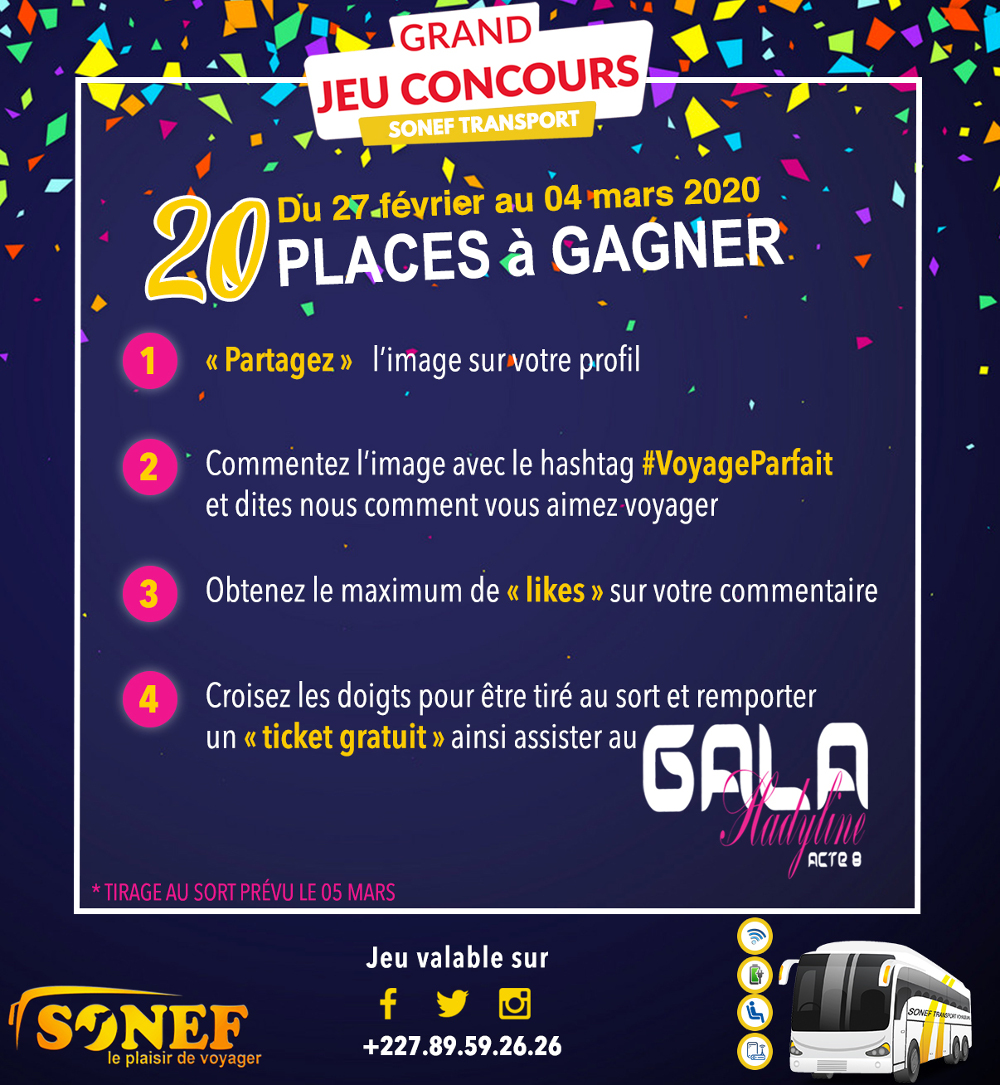 GRAND
JEU CONCOURS
SONEF TRANSPORT
Du 27 février au 04 mars 2020
20 PLACES à GAGNER
1 « Partagez » l’image sur votre profil
2 Commentez l’image avec le hashtag #VoyageParfait
et dites nous comment vous aimez voyager
3 Obtenez le maximum de « likes » sur votre commentaire
4 Croisez les doigts pour être tiré au sort et remporter
un « ticket gratuit » ainsi assister au
GALA
Hadyline
ACTE 8
* TIRAGE AU SORT PRÉVU LE 05 MARS
Jeu valable sur
+227.89.59.26.26
SONEF
le plaisir de voyager
SONEF TRANSPORT VOYAGEURS